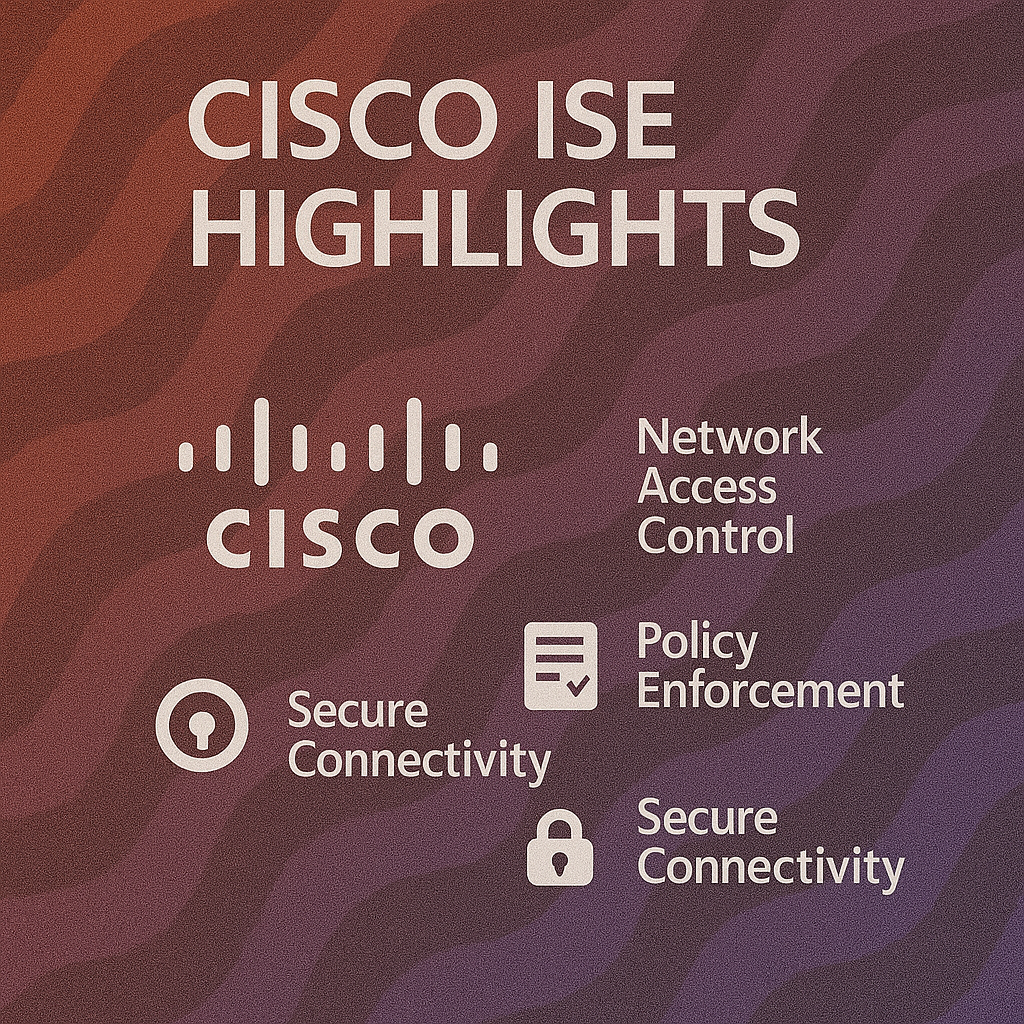 CISCO ISE
HIGHLIGHTS
CISCO
Network
Access
Control
Policy
Enforcement
Secure
Connectivity
Secure
Connectivity